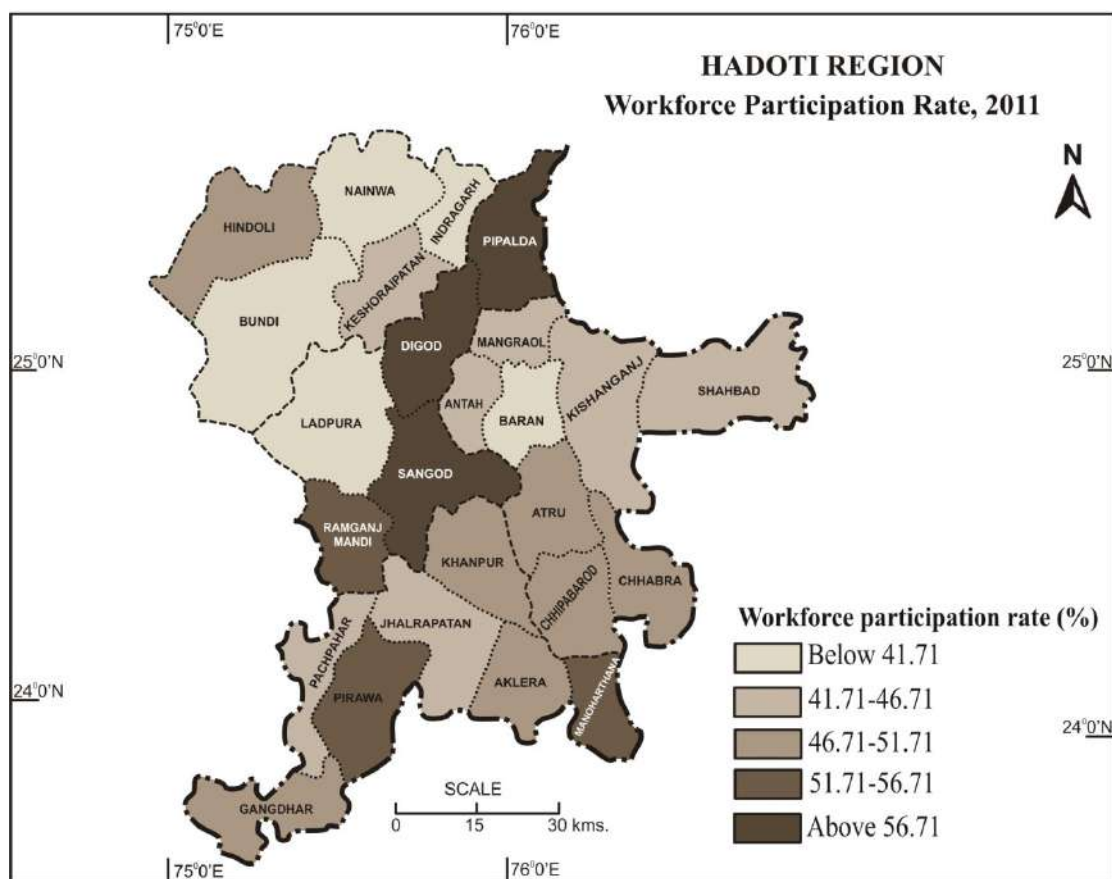 75°0'E
76°0'E
HADOTI REGION
Workforce Participation Rate, 2011
N
NAINWA
INDRAGARH
HINDOLI
PIPALDA
KESHORAIPATAN
BUNDI
DIGOD
MANGRAOL
25°0'N
25°0'N
KISHANGANJ
SHAHBAD
ANTAH
BARAN
LADPURA
SANGOD
ATRU
RAMGANJ
MANDI
KHANPUR
CHHIPABAROD
CHHABRA
PACHPAHAR
JHALRAPATAN
Workforce participation rate (%)
Below 41.71
AKLERA
MANOHARTHANA
24°0'N
PIRAWA
41.71-46.71
24°0'N
46.71-51.71
SCALE
51.71-56.71
GANGDHAR
0 15 30 kms.
Above 56.71
75°0'E
76°0'E